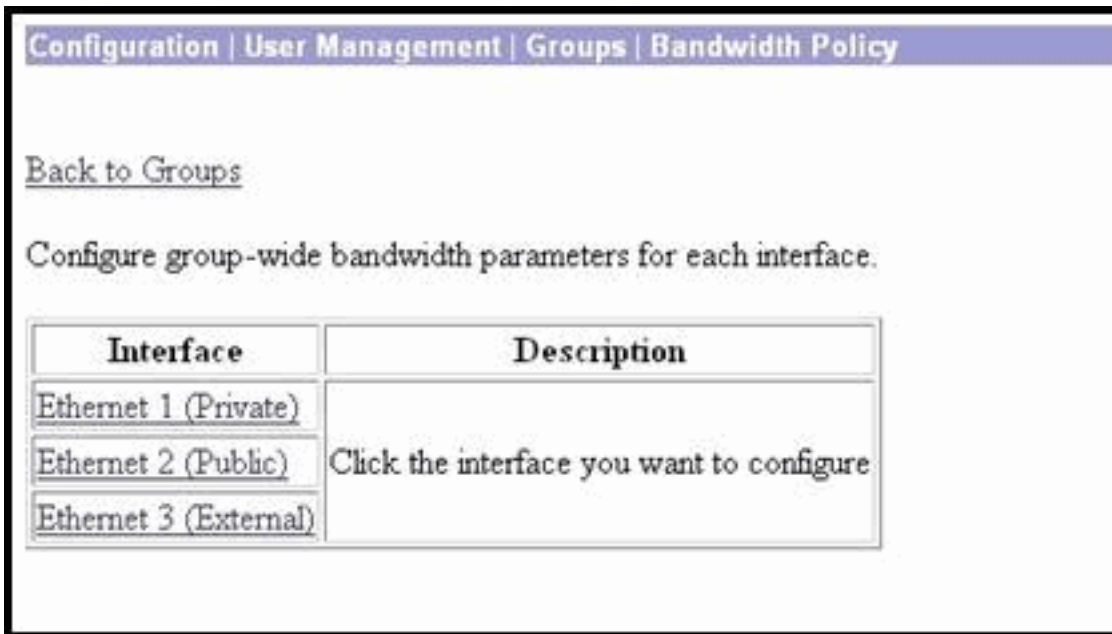 Configuration | User Management | Groups | Bandwidth Policy
Back to Groups
Configure group-wide bandwidth parameters for each interface.
Interface Description
Ethernet 1 (Private)
Ethernet 2 (Public) Click the interface you want to configure
Ethernet 3 (External)